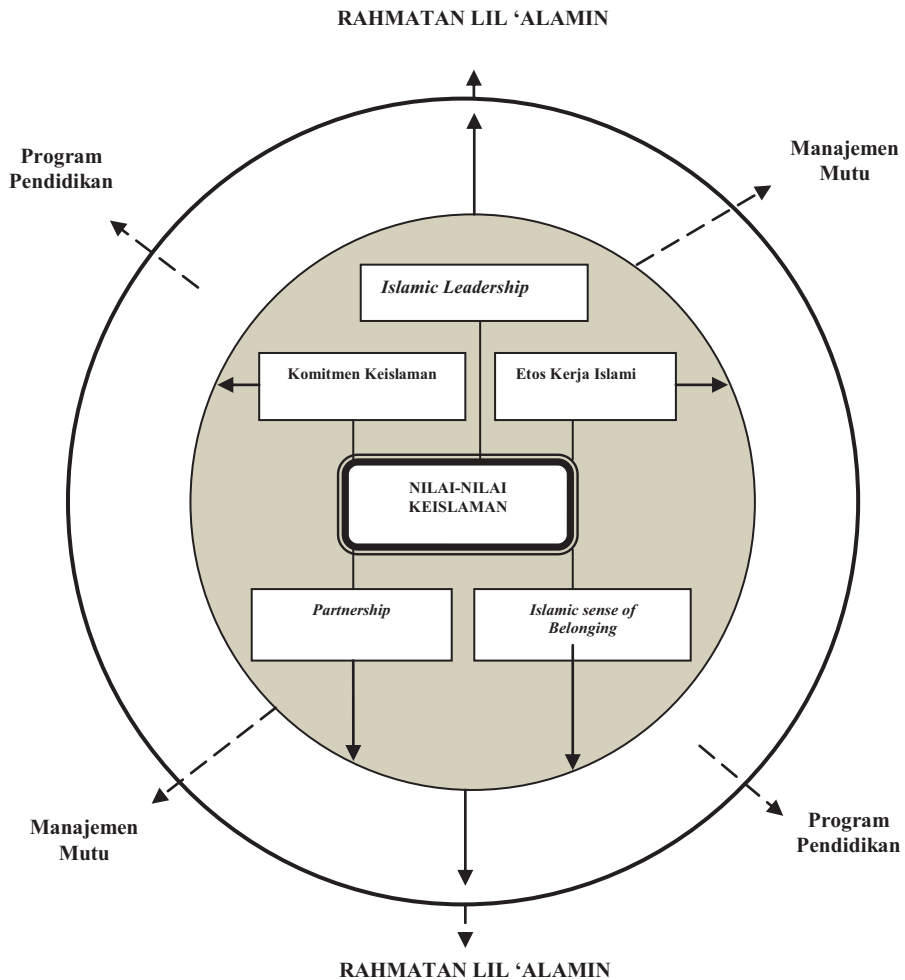 RAHMATAN LIL ‘ALAMIN
Program
Pendidikan
Manajemen
Mutu
Islamic Leadership
Komitmen Keislaman
Etos Kerja Islami
NILAI-NILAI
KEISLAMAN
Partnership
Islamic sense of
Belonging
Manajemen
Mutu
Program
Pendidikan
RAHMATAN LIL ‘ALAMIN